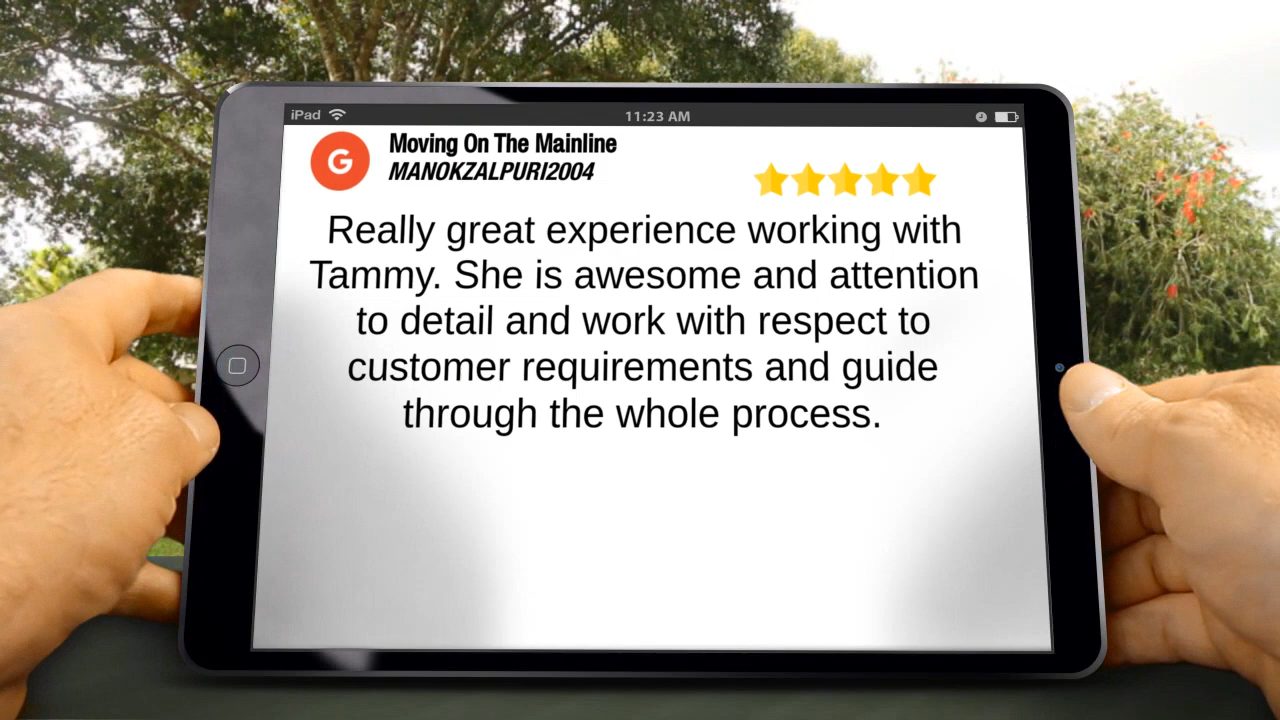 iPad
11:23 AM
G
Moving On The Mainline
MANOKZALPURI2004
Really great experience working with
Tammy. She is awesome and attention
to detail and work with respect to
customer requirements and guide
through the whole process.